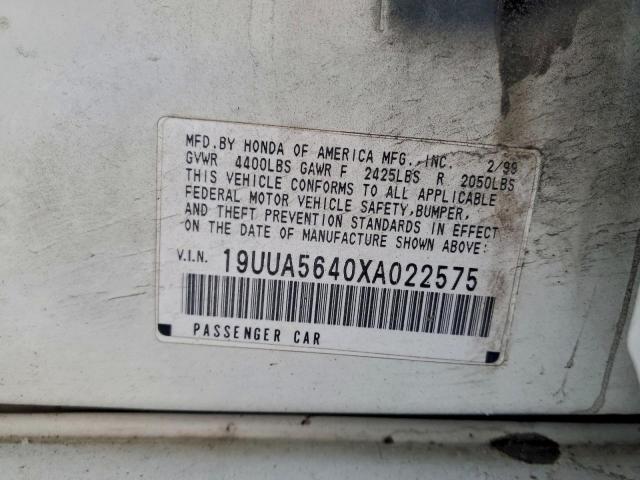 MFD.BY HONDA OF AMERICA MFG.,INC. 2/99
GVWR 4400LBS GAWR F 2425LBS R 2050LBS
THIS VEHICLE CONFORMS TO ALL APPLICABLE
FEDERAL MOTOR VEHICLE SAFETY,BUMPER,
AND THEFT PREVENTION STANDARDS IN EFFECT
ON THE DATE OF MANUFACTURE SHOWN ABOVE:
V.I.N. 19UUA5640XA022575
PASSENGER CAR